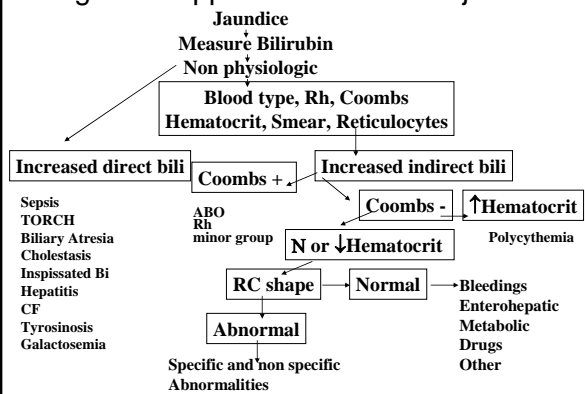 Jaundice
Measure Bilirubin
Non physiologic
Blood type, Rh, Coombs
Hematocrit, Smear, Reticulocytes
Increased direct bili
Coombs +
Increased indirect bili
Sepsis
TORCH
Biliary Atresia
Cholestasis
Inspissated Bi
Hepatitis
CF
Tyrosinosis
Galactosemia
ABO
Rh
minor group
Coombs -
↑Hematocrit
Polycythemia
N or ↓Hematocrit
RC shape
Normal
Bleedings
Enterohepatic
Metabolic
Drugs
Other
Abnormal
Specific and non specific
Abnormalities